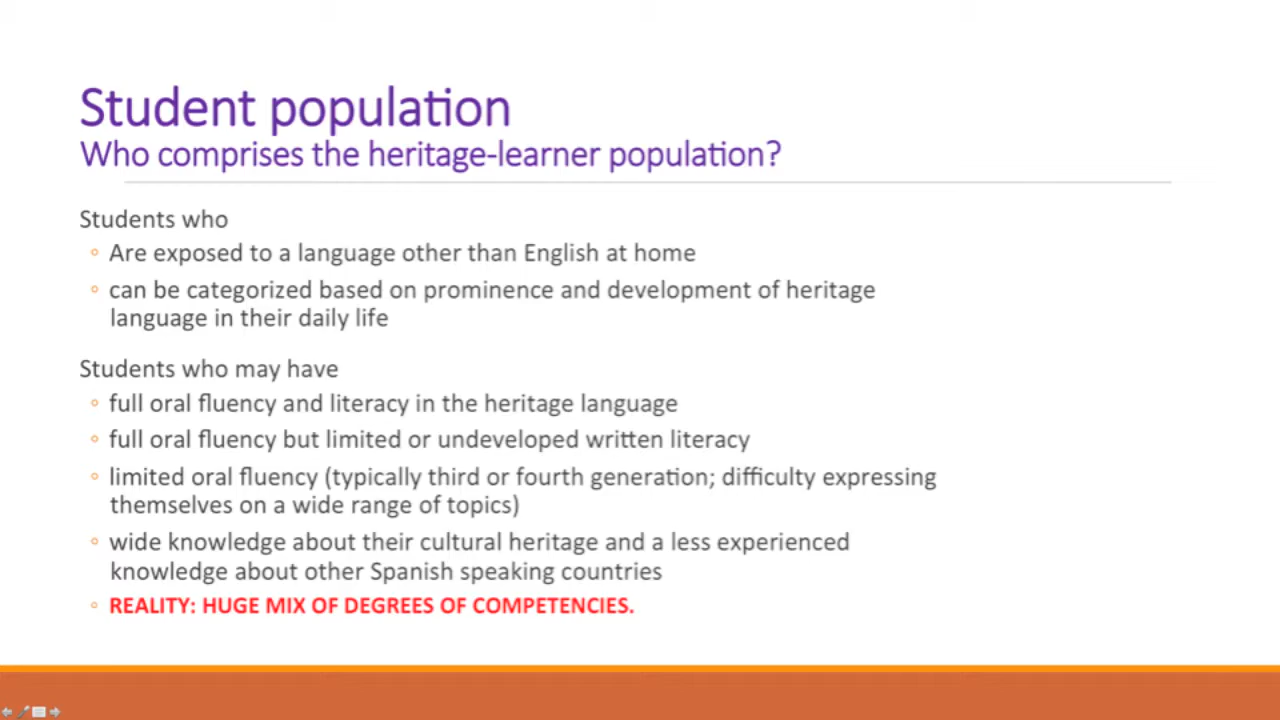 Student population
Who comprises the heritage-learner population?
Students who
◦ Are exposed to a language other than English at home
◦ can be categorized based on prominence and development of heritage
language in their daily life
Students who may have
◦ full oral fluency and literacy in the heritage language
◦ full oral fluency but limited or undeveloped written literacy
◦ limited oral fluency (typically third or fourth generation; difficulty expressing
themselves on a wide range of topics)
◦ wide knowledge about their cultural heritage and a less experienced
knowledge about other Spanish speaking countries
◦ REALITY: HUGE MIX OF DEGREES OF COMPETENCIES.